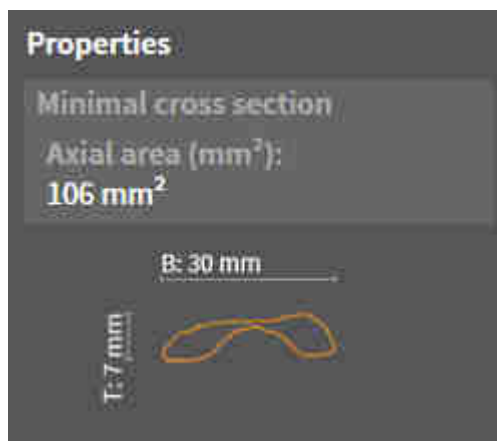 Properties
Minimal cross section
Axial area (mm²):
106 mm²
B: 30 mm
T: 7 mm